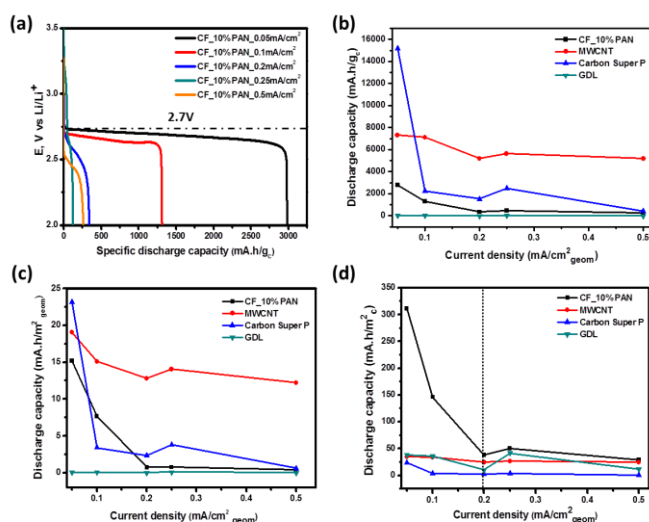 (a)
CF_10%PAN_0.05mA/cm²
CF_10%PAN_0.1mA/cm²
CF_10%PAN_0.2mA/cm²
CF_10%PAN_0.25mA/cm²
CF_10%PAN_0.5mA/cm²
2.7V
3.5
3.0
2.5
2.0
E, V vs Li/Li⁺
0 500 1000 1500 2000 2500 3000
Specific discharge capacity (mA.h/g_c)
(b)
CF_10%PAN
MWCNT
Carbon Super P
GDL
16000
14000
12000
10000
8000
6000
4000
2000
0
Discharge capacity (mA.h/g_c)
0.1 0.2 0.3 0.4 0.5
Current density (mA/cm²_geom)
(c)
CF_10%PAN
MWCNT
Carbon Super P
GDL
25
20
15
10
5
0
Discharge capacity (mA.h/m²_geom)
0.1 0.2 0.3 0.4 0.5
Current density (mA/cm²_geom)
(d)
CF_10%PAN
MWCNT
Carbon Super P
GDL
350
300
250
200
150
100
50
0
Discharge capacity (mA.h/m²_c)
0.1 0.2 0.3 0.4 0.5
Current density (mA/cm²_geom)